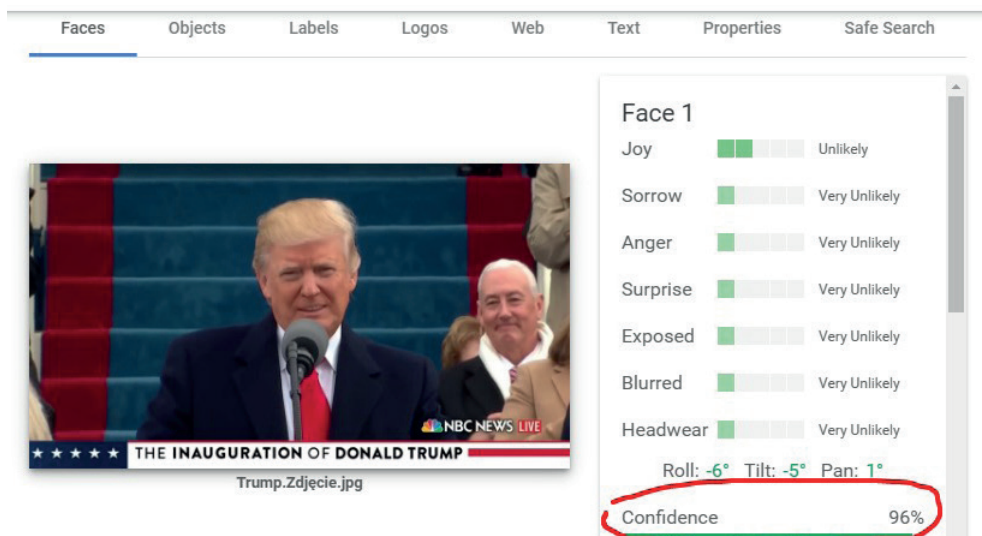 Faces Objects Labels Logos Web Text Properties Safe Search
Face 1
Joy Unlikely
Sorrow Very Unlikely
Anger Very Unlikely
Surprise Very Unlikely
Exposed Very Unlikely
Blurred Very Unlikely
Headwear Very Unlikely
Roll: -6° Tilt: -5° Pan: 1°
Confidence 96%
NBC NEWS LIVE
THE INAUGURATION OF DONALD TRUMP
Trump.Zdjęcie.jpg